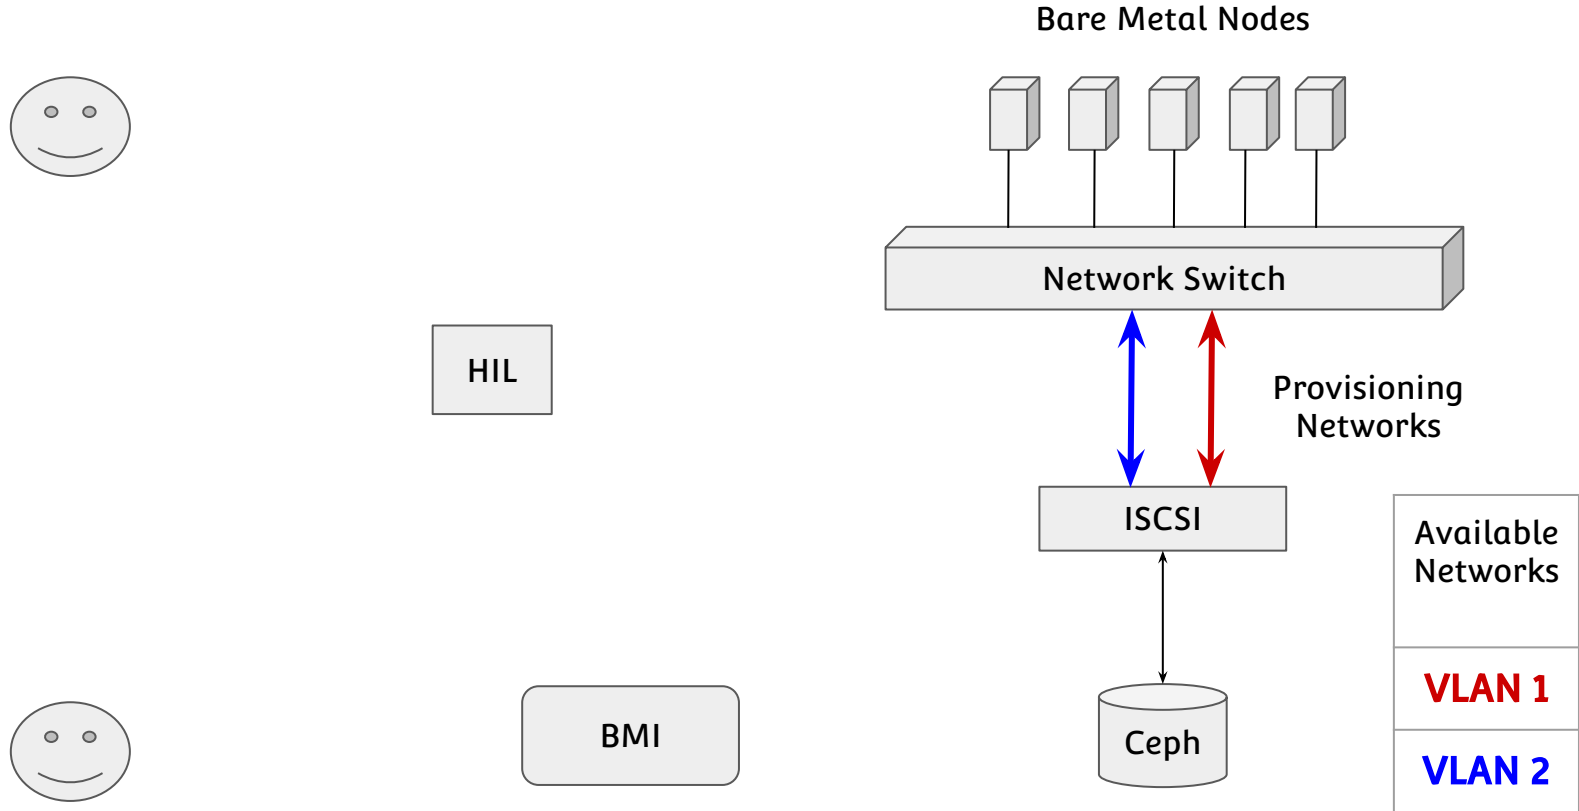 Bare Metal Nodes
Network Switch
HIL
Provisioning
Networks
ISCSI
Available
Networks
VLAN 1
BMI
Ceph
VLAN 2